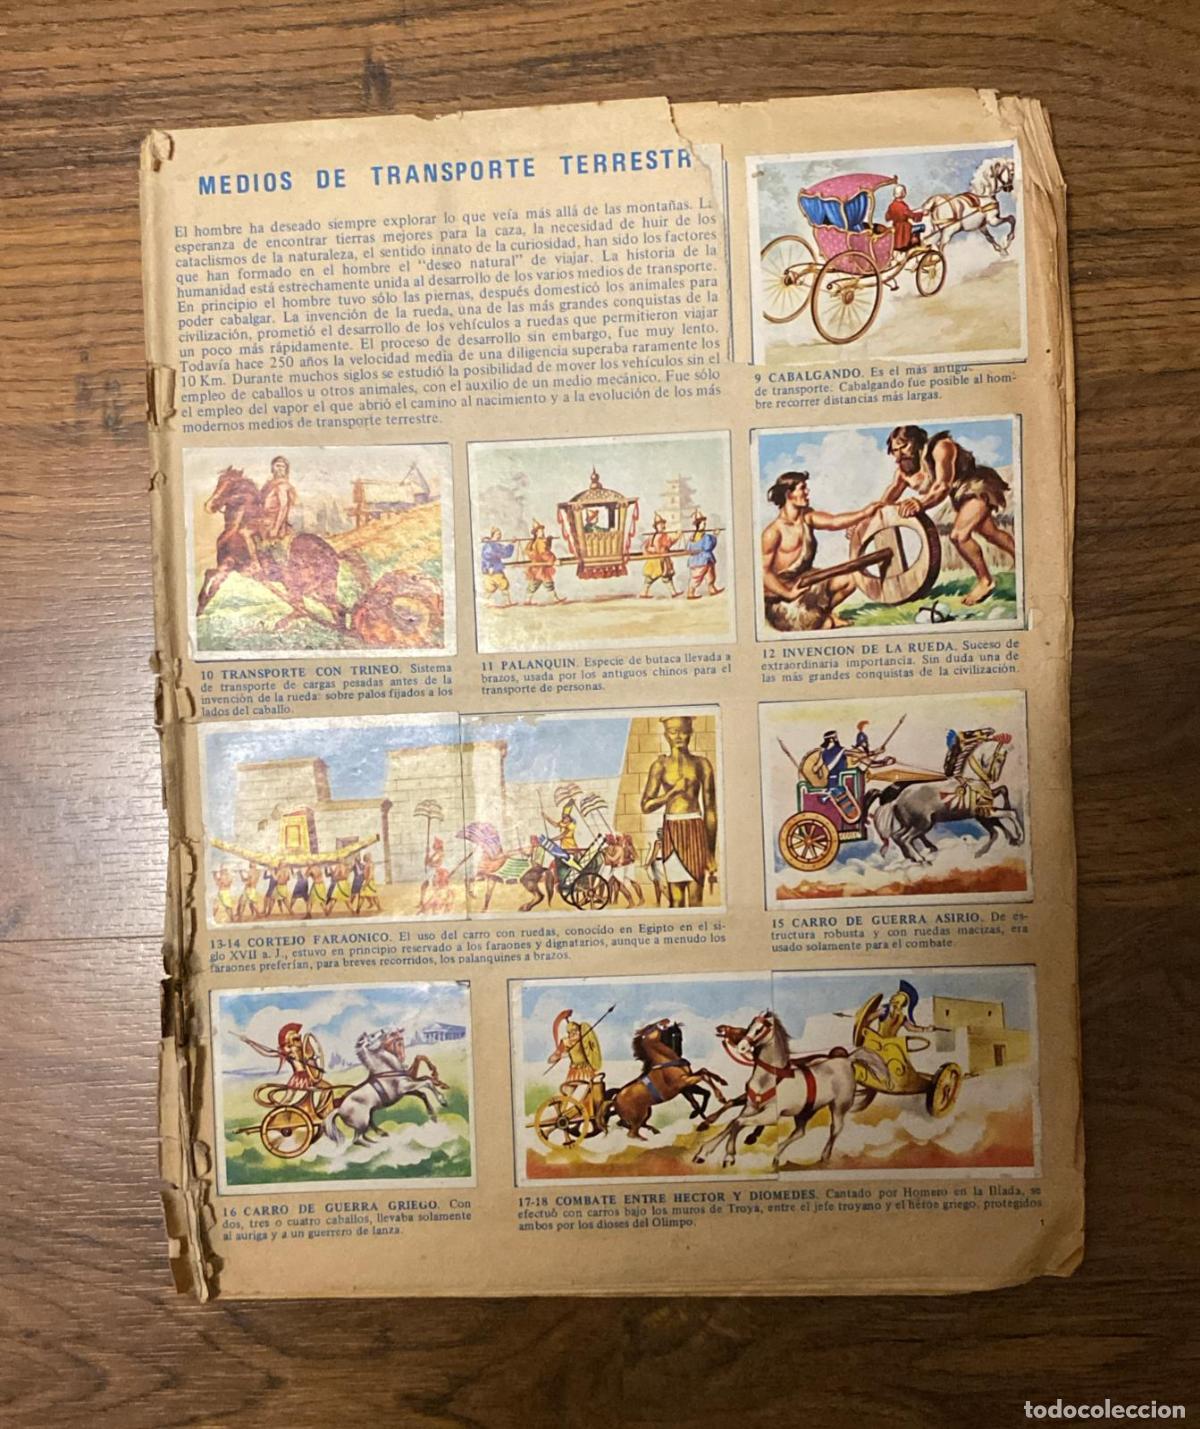 MEDIOS DE TRANSPORTE TERRESTR
El hombre ha deseado siempre explorar lo que veía más allá de las montañas. La
esperanza de encontrar tierras mejores para la caza, la necesidad de huir de los
cataclismos de la naturaleza, el sentido innato de la curiosidad, han sido los factores
que han formado en el hombre el "deseo natural" de viajar. La historia de la
humanidad está estrechamente unida al desarrollo de los varios medios de transporte.
En principio el hombre tuvo sólo las piernas, después domesticó los animales para
poder cabalgar. La invención de la rueda, una de las más grandes conquistas de la
civilización, prometió el desarrollo de los vehículos a ruedas que permitieron viajar
un poco más rápidamente. El proceso de desarrollo sin embargo, fue muy lento.
Todavía hace 250 años la velocidad media de una diligencia superaba raramente los
10 Km. Durante muchos siglos se estudió la posibilidad de mover los vehículos sin el
empleo de caballos u otros animales, con el auxilio de un medio mecánico. Fue sólo
el empleo del vapor el que abrió el camino al nacimiento y a la evolución de los más
modernos medios de transporte terrestre.
9 CABALGANDO. Es el más antiguo
de transporte. Cabalgando fue posible al hom-
bre recorrer distancias más largas.
10 TRANSPORTE CON TRINEO. Sistema
de transporte de cargas pesadas antes de la
invención de la rueda: sobre palos fijados a los
lados del caballo.
11 PALANQUIN. Especie de butaca llevada a
brazos, usada por los antiguos chinos para el
transporte de personas.
12 INVENCION DE LA RUEDA. Suceso de
extraordinaria importancia. Sin duda una de
las más grandes conquistas de la civilización.
13-14 CORTEJO FARAONICO. El uso del carro con ruedas, conocido en Egipto en el si-
glo XVII a. J., estuvo en principio reservado a los faraones y dignatarios, aunque a menudo los
faraones preferían, para breves recorridos, los palanquines a brazos.
15 CARRO DE GUERRA ASIRIO. De es-
tructura robusta y con ruedas macizas, era
usado solamente para el combate.
16 CARRO DE GUERRA GRIEGO. Con
dos, tres o cuatro caballos, llevaba solamente
al auriga y a un guerrero de lanza.
17-18 COMBATE ENTRE HECTOR Y DIOMEDES. Cantado por Homero en la Ilíada, se
efectuó con carros bajo los muros de Troya, entre el jefe troyano y el héroe griego, protegidos
ambos por los dioses del Olimpo.
1
todocoleccion